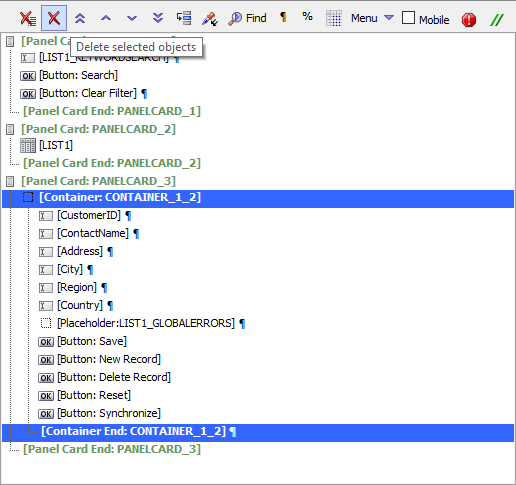 Find ¶ % Menu Mobile //
Delete selected objects
[Panel Card
[LIST1_KEYWORDSEARCH] ¶
OK [Button: Search]
OK [Button: Clear Filter] ¶
[Panel Card End: PANELCARD_1]
[Panel Card: PANELCARD_2]
[LIST1]
[Panel Card End: PANELCARD_2]
[Panel Card: PANELCARD_3]
[Container: CONTAINER_1_2]
[CustomerID] ¶
[ContactName] ¶
[Address] ¶
[City] ¶
[Region] ¶
[Country] ¶
[Placeholder:LIST1_GLOBALERRORS] ¶
OK [Button: Save]
OK [Button: New Record]
OK [Button: Delete Record]
OK [Button: Reset]
OK [Button: Synchronize]
[Container End: CONTAINER_1_2] ¶
[Panel Card End: PANELCARD_3]